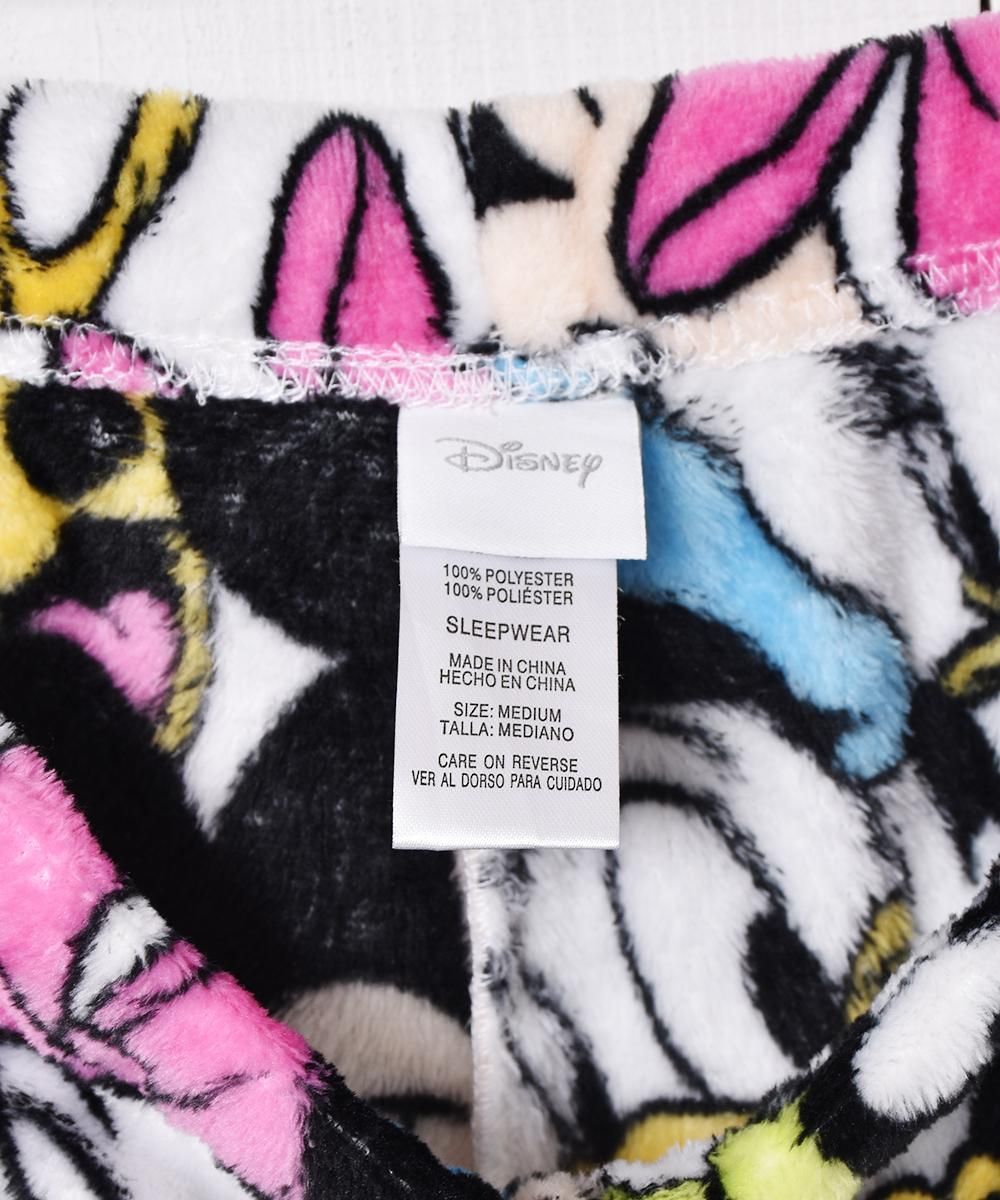 Disney
100% POLYESTER
100% POLIÉSTER
SLEEPWEAR
MADE IN CHINA
HECHO EN CHINA
SIZE: MEDIUM
TALLA: MEDIANO
CARE ON REVERSE
VER AL DORSO PARA CUIDADO